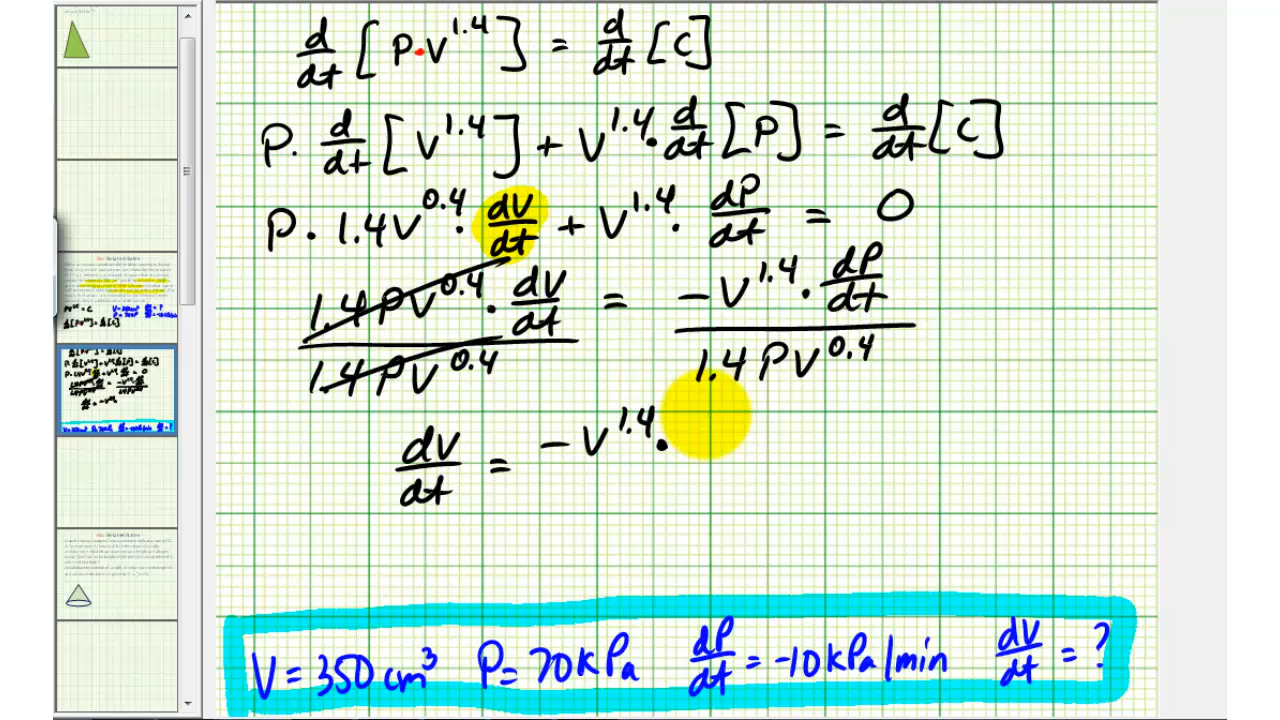 d/dt [P·V^1.4] = d/dt [C]
P· d/dt [V^1.4] + V^1.4 · d/dt [P] = d/dt [C]
P · 1.4V^0.4 · dV/dt + V^1.4 · dP/dt = 0
1.4PV^0.4 · dV/dt = -V^1.4 · dP/dt
1.4PV^0.4 1.4PV^0.4
dV/dt = -V^1.4 ·
V = 350 cm^3 P = 70 kPa dP/dt = -10 kPa/min dV/dt = ?